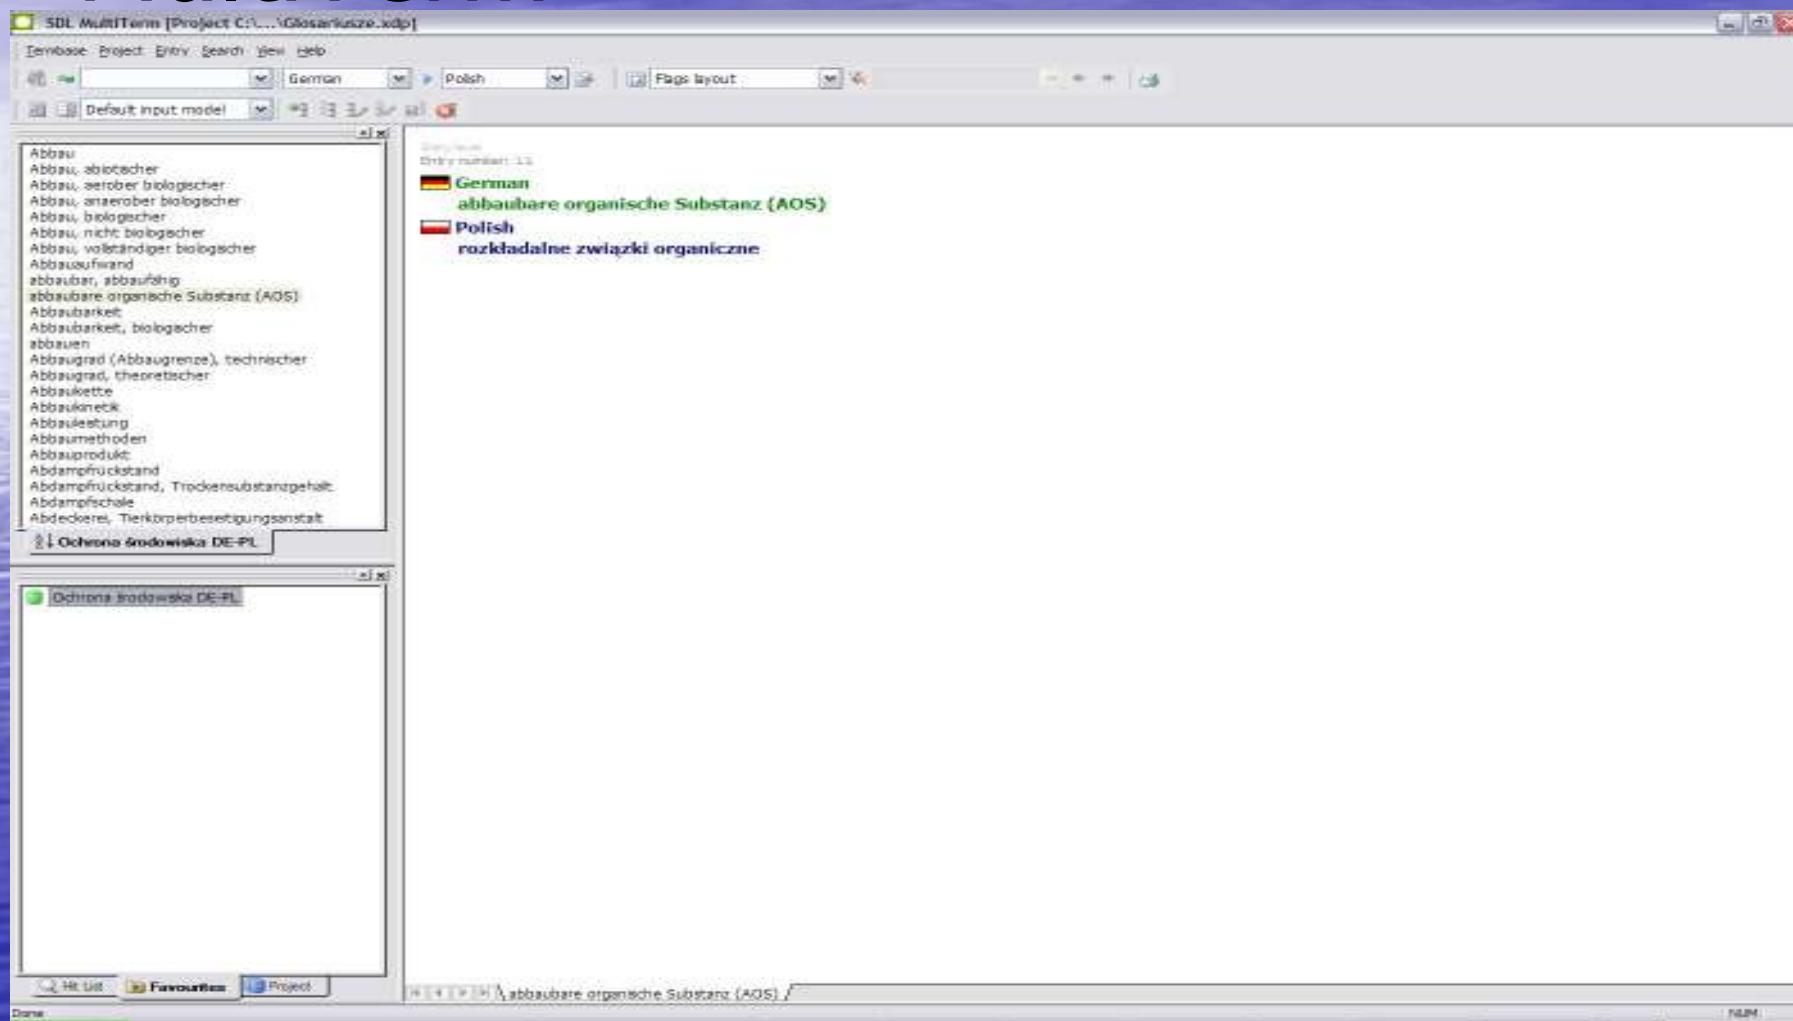 MultiTerm
SDL MultiTerm [Project C:\...\Glosariusze.xdp]
Termbase Project Entry Search View Help
German Polish Flags layout
Default input model
Abbau
Abbau, abiotischer
Abbau, aerober biologischer
Abbau, anaerober biologischer
Abbau, biologischer
Abbau, nicht biologischer
Abbau, vollständiger biologischer
Abbauaufwand
abbaubar, abbaufähig
abbaubare organische Substanz (AOS)
Abbaubarkeit
Abbaubarkeit, biologischer
abbauen
Abbaugrad (Abbaugrenze), technischer
Abbaugrad, theoretischer
Abbaukette
Abbaukinetik
Abbauleistung
Abbaumethoden
Abbauprodukt
Abdampfrückstand
Abdampfrückstand, Trockensubstanzgehalt
Abdampfschale
Abdeckerei, Tierkörperbeseitigungsanstalt
Ochrona środowiska DE-PL
Ochrona środowiska DE-PL
Hit List Favourites Project
Entry level
Entry number: 11
German
abbaubare organische Substanz (AOS)
Polish
rozkładalne związki organiczne
abbaubare organische Substanz (AOS)
Done NUM